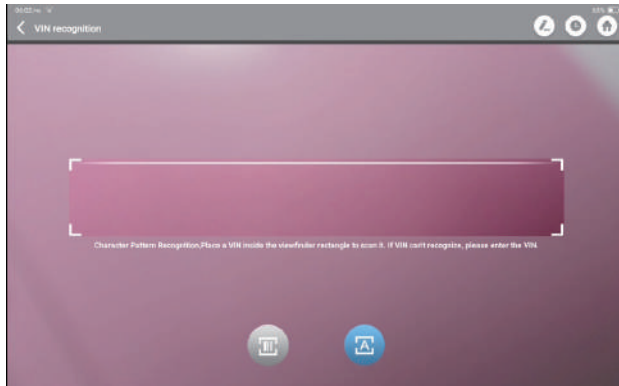 VIN recognition
Character Pattern Recognition,Place a VIN inside the viewfinder rectangle to scan it. If VIN can't recognize, please enter the VIN.
A